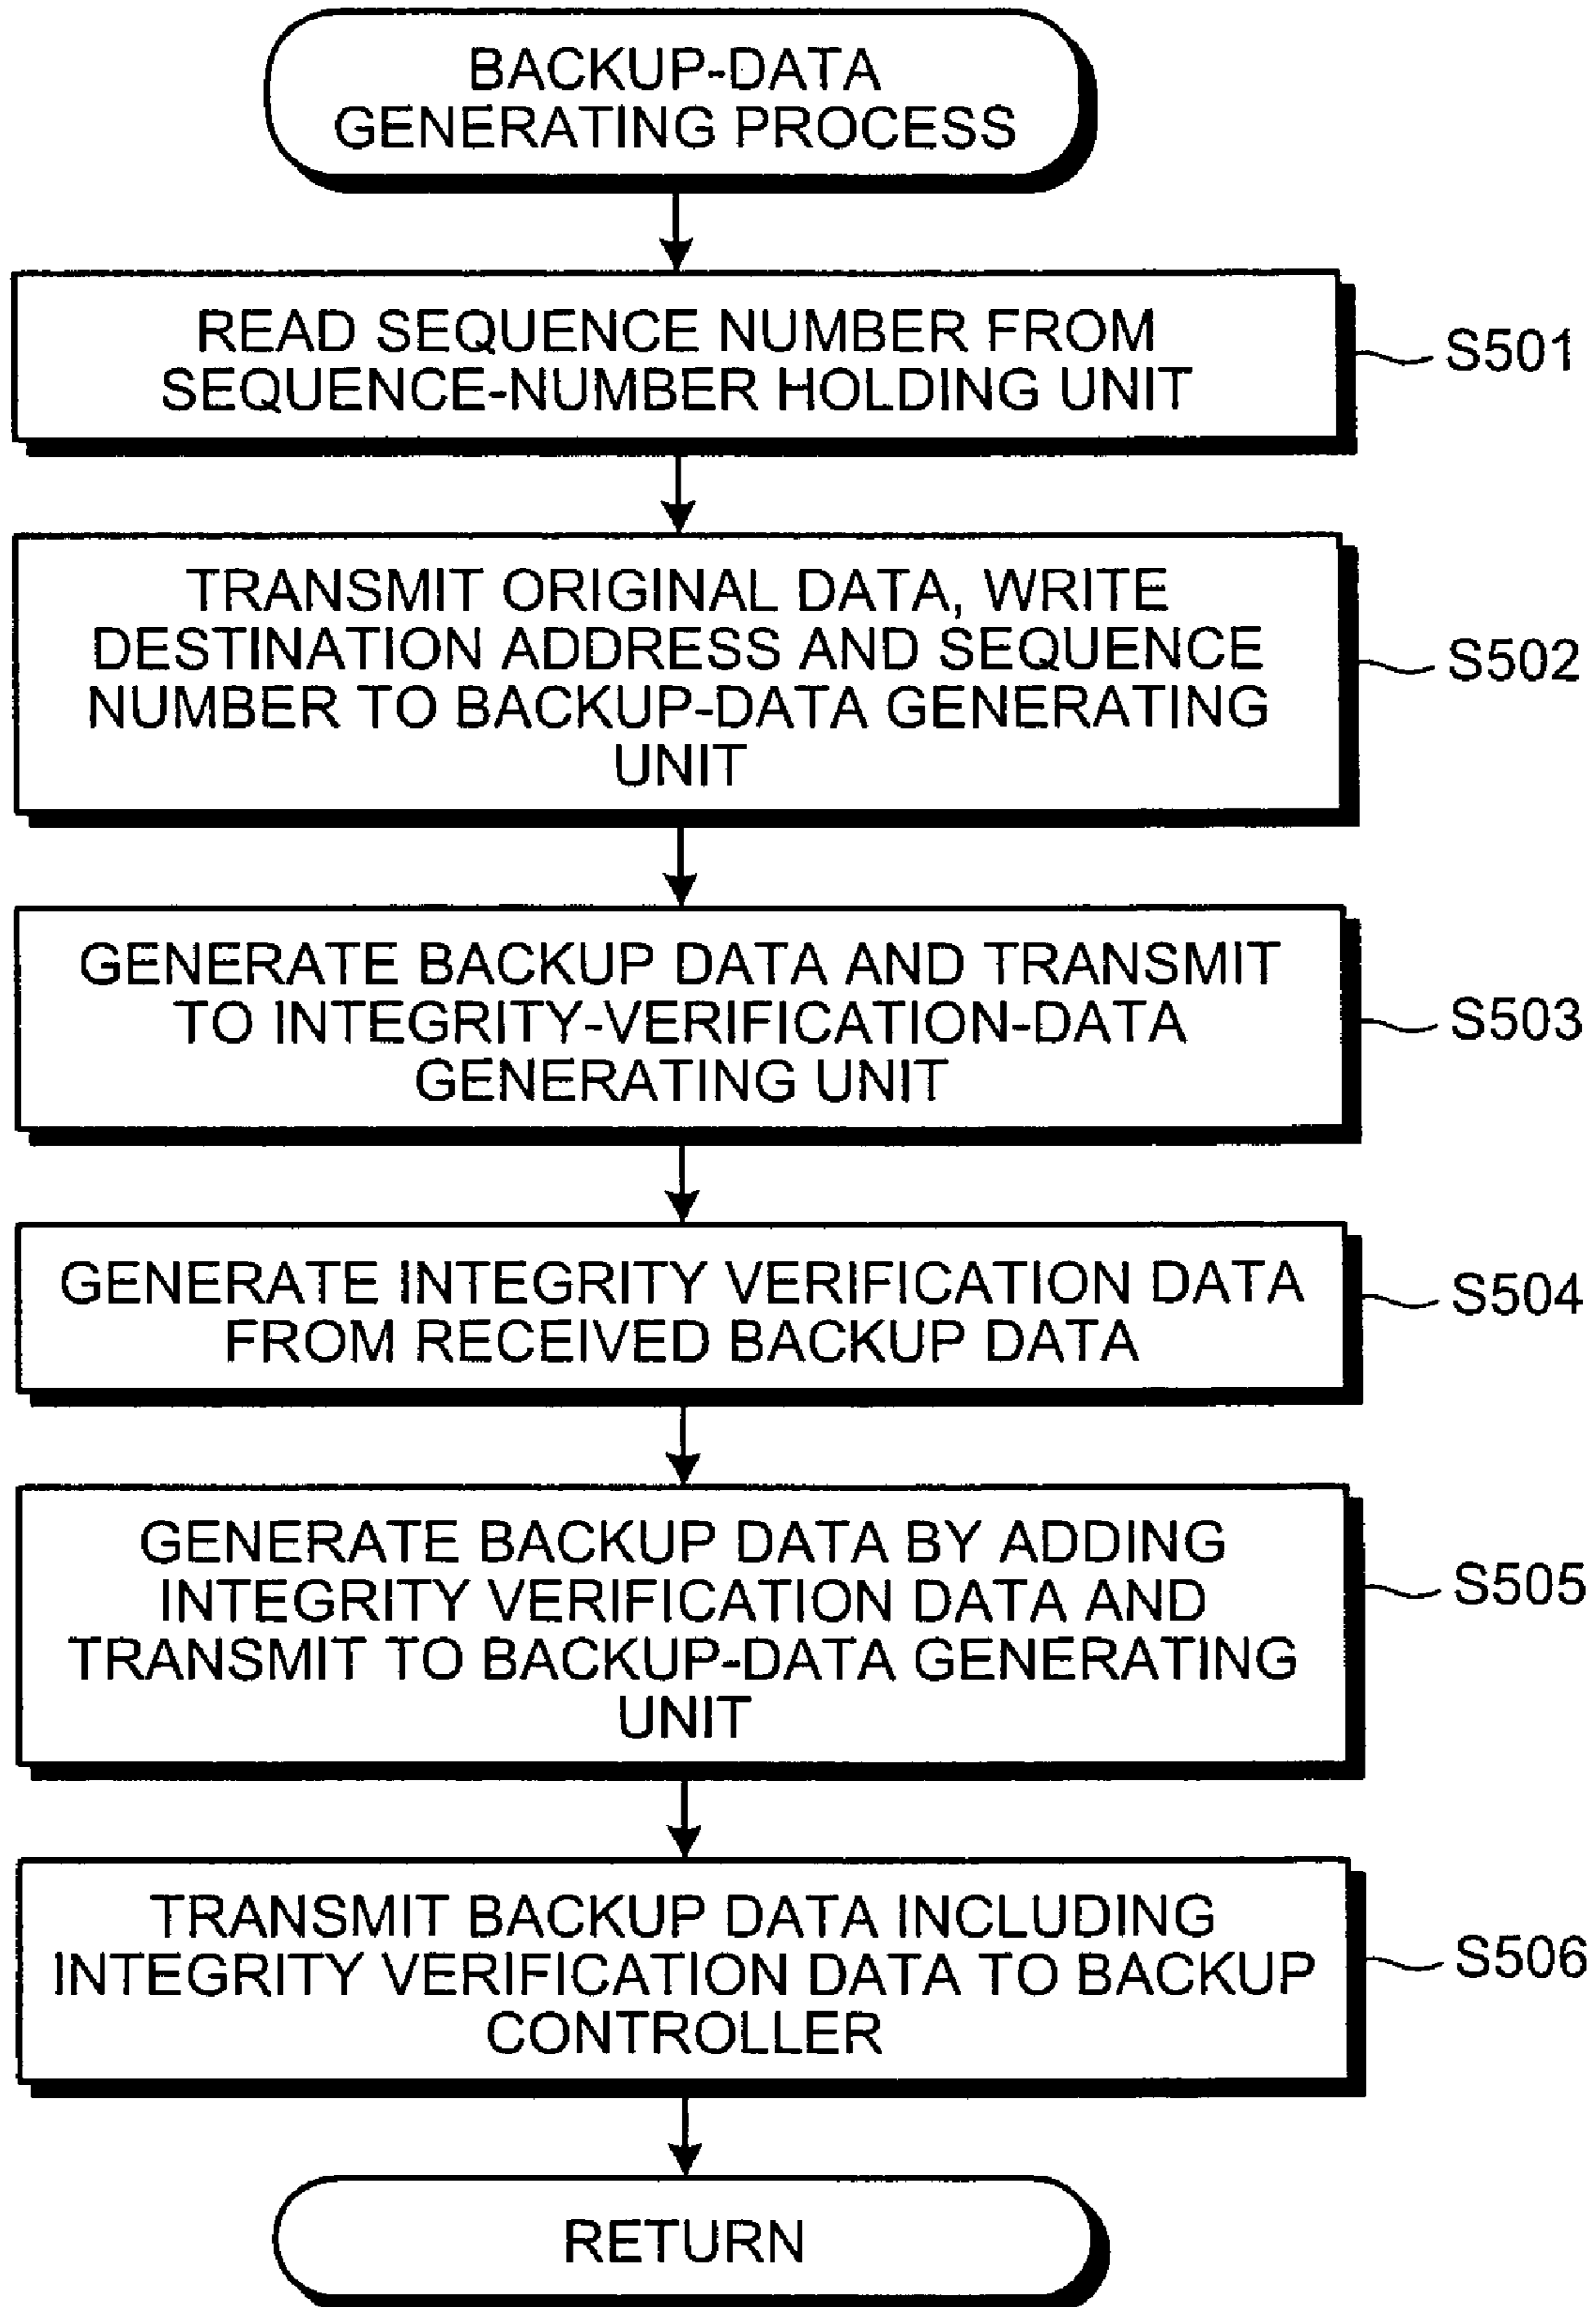 BACKUP-DATA
GENERATING PROCESS
READ SEQUENCE NUMBER FROM
SEQUENCE-NUMBER HOLDING UNIT
S501
TRANSMIT ORIGINAL DATA, WRITE
DESTINATION ADDRESS AND SEQUENCE
NUMBER TO BACKUP-DATA GENERATING
UNIT
S502
GENERATE BACKUP DATA AND TRANSMIT
TO INTEGRITY-VERIFICATION-DATA
GENERATING UNIT
S503
GENERATE INTEGRITY VERIFICATION DATA
FROM RECEIVED BACKUP DATA
S504
GENERATE BACKUP DATA BY ADDING
INTEGRITY VERIFICATION DATA AND
TRANSMIT TO BACKUP-DATA GENERATING
UNIT
S505
TRANSMIT BACKUP DATA INCLUDING
INTEGRITY VERIFICATION DATA TO BACKUP
CONTROLLER
S506
RETURN